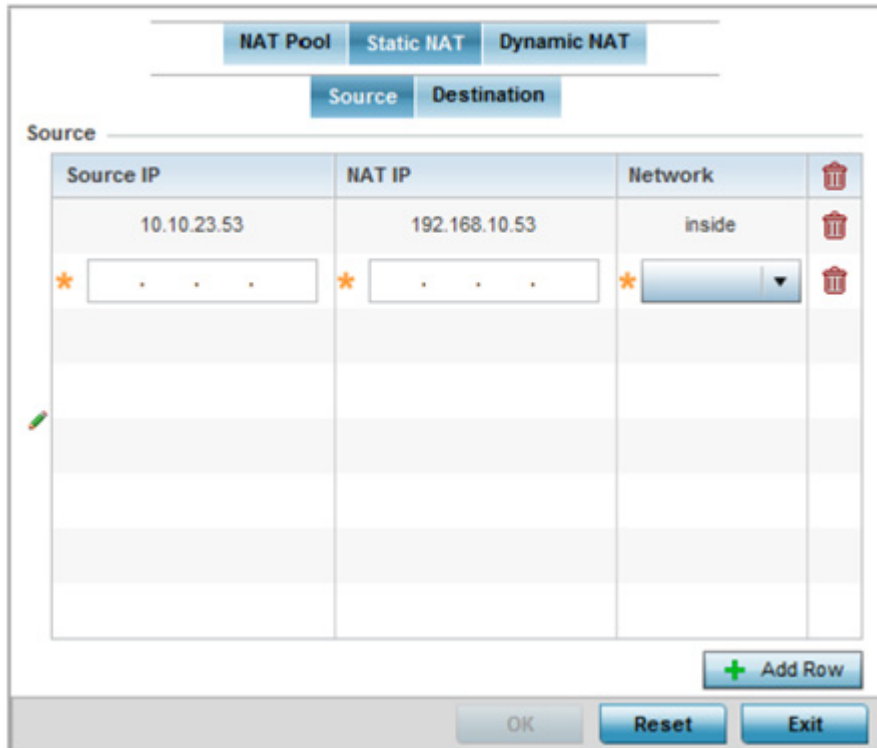 NAT Pool Static NAT Dynamic NAT
Source Destination
Source
Source IP NAT IP Network
10.10.23.53 192.168.10.53 inside
* . . . * . . . *
Add Row
OK Reset Exit